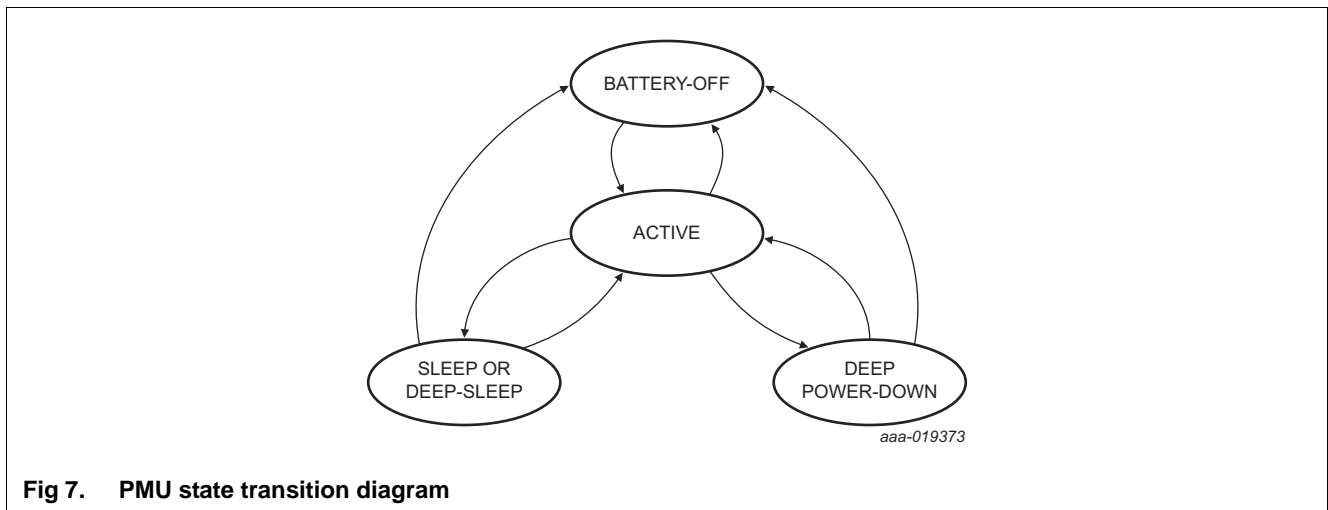 BATTERY-OFF
ACTIVE
SLEEP OR
DEEP-SLEEP
DEEP
POWER-DOWN
aaa-019373
Fig 7. PMU state transition diagram